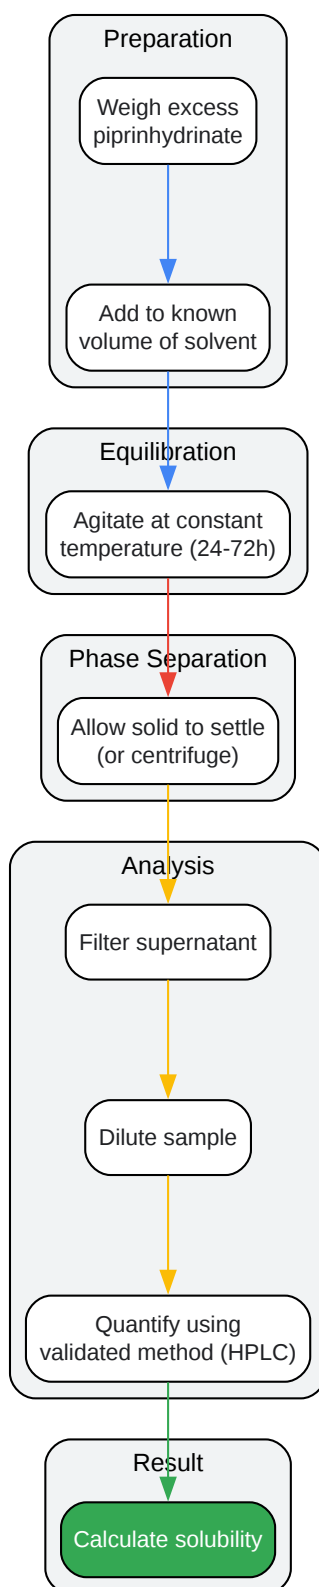 Preparation
Weigh excess
piprinhydrinate
Add to known
volume of solvent
Equilibration
Agitate at constant
temperature (24-72h)
Phase Separation
Allow solid to settle
(or centrifuge)
Analysis
Filter supernatant
Dilute sample
Quantify using
validated method (HPLC)
Result
Calculate solubility